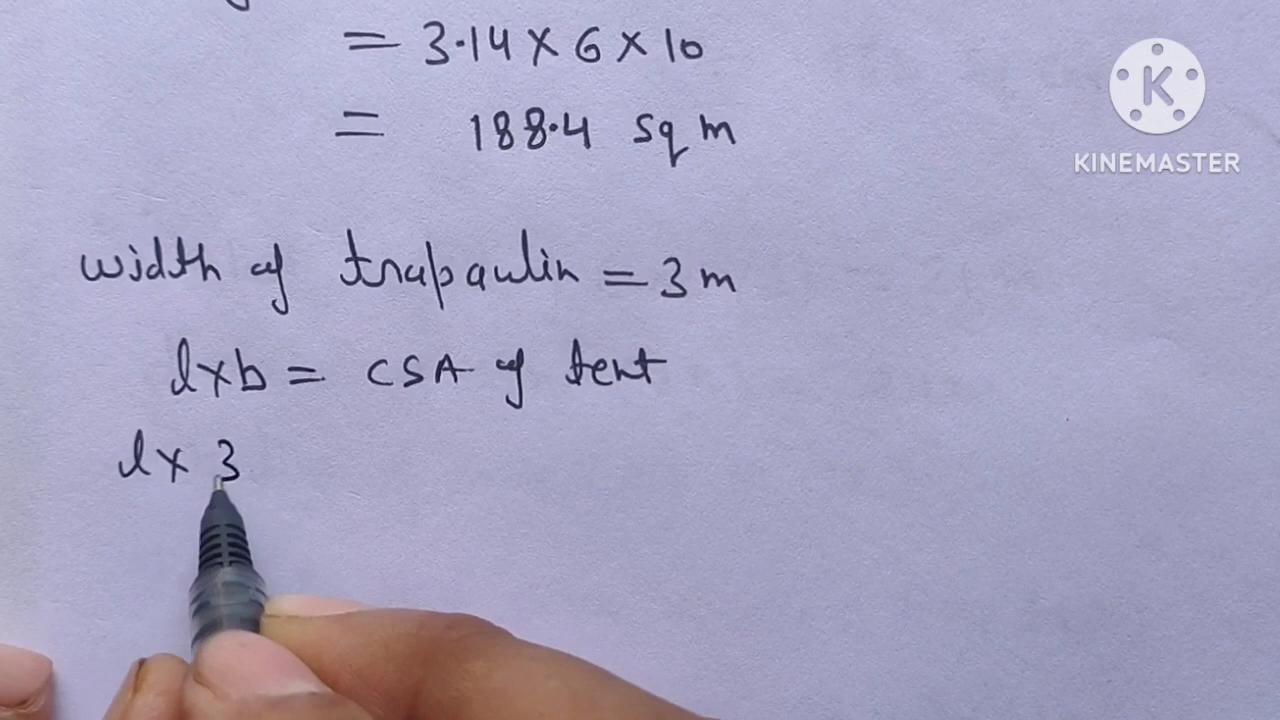 = 3.14 × 6 × 10
= 188.4 sq m
K
KINEMASTER
width of trapaulin = 3 m
l×b = CSA of tent
l× 3